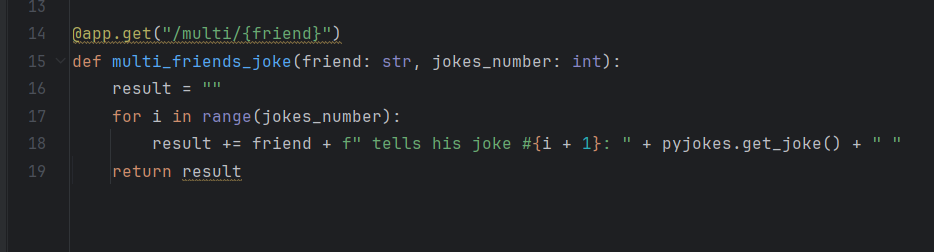 13
14 @app.get("/multi/{friend}")
15 def multi_friends_joke(friend: str, jokes_number: int):
16     result = ""
17     for i in range(jokes_number):
18         result += friend + f" tells his joke #{i + 1}: " + pyjokes.get_joke() + " "
19     return result